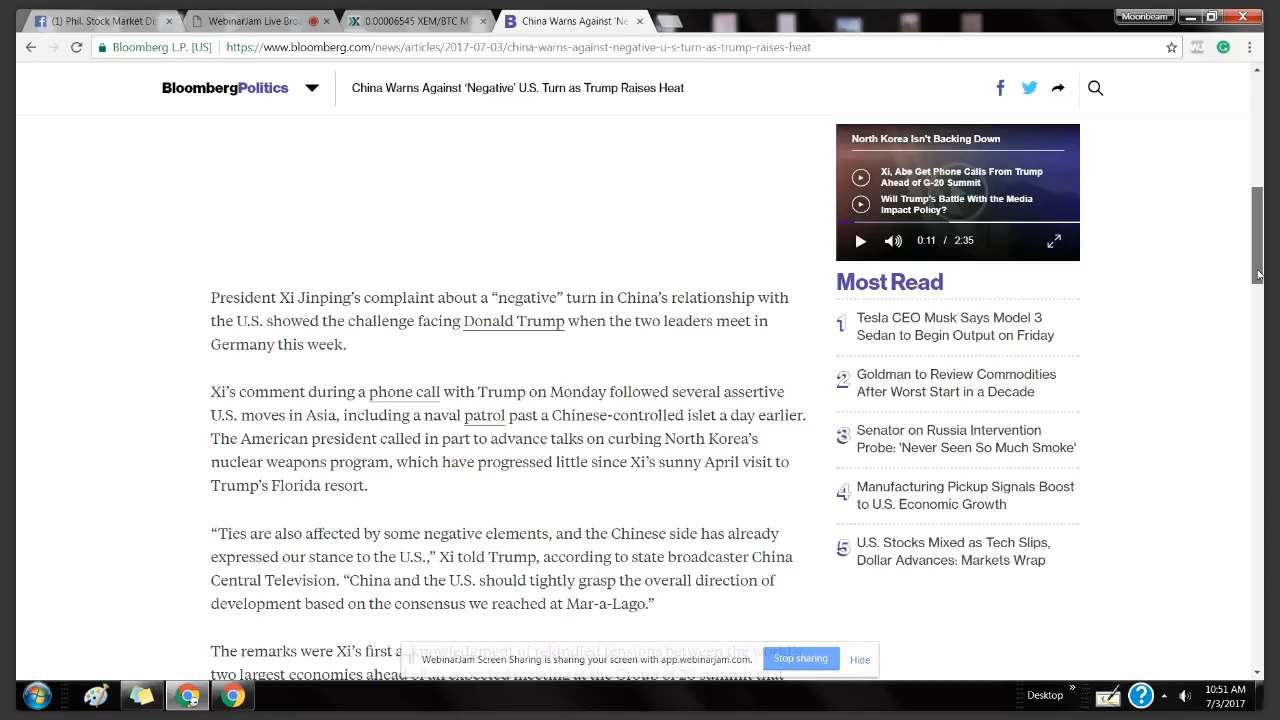 (1) Phil. Stock Market Di
WebinarJam Live Broa
0.00006545 XEM/BTC M
China Warns Against 'Ne
Moonbeam
Bloomberg L.P. [US]
https://www.bloomberg.com/news/articles/2017-07-03/china-warns-against-negative-u-s-turn-as-trump-raises-heat
BloombergPolitics
China Warns Against ‘Negative’ U.S. Turn as Trump Raises Heat
North Korea Isn't Backing Down
Xi, Abe Get Phone Calls From Trump
Ahead of G-20 Summit
Will Trump's Battle With the Media
Impact Policy?
0:11 / 2:35
President Xi Jinping’s complaint about a “negative” turn in China’s relationship with
the U.S. showed the challenge facing Donald Trump when the two leaders meet in
Germany this week.
Xi’s comment during a phone call with Trump on Monday followed several assertive
U.S. moves in Asia, including a naval patrol past a Chinese-controlled islet a day earlier.
The American president called in part to advance talks on curbing North Korea’s
nuclear weapons program, which have progressed little since Xi’s sunny April visit to
Trump’s Florida resort.
“Ties are also affected by some negative elements, and the Chinese side has already
expressed our stance to the U.S.,” Xi told Trump, according to state broadcaster China
Central Television. “China and the U.S. should tightly grasp the overall direction of
development based on the consensus we reached at Mar-a-Lago.”
The remarks were Xi’s first acknowledgment of rekindled tensions between the world’s
two largest economies ahead of an expected meeting at the Group of 20 summit that
Most Read
1 Tesla CEO Musk Says Model 3
Sedan to Begin Output on Friday
2 Goldman to Review Commodities
After Worst Start in a Decade
3 Senator on Russia Intervention
Probe: 'Never Seen So Much Smoke'
4 Manufacturing Pickup Signals Boost
to U.S. Economic Growth
5 U.S. Stocks Mixed as Tech Slips,
Dollar Advances: Markets Wrap
WebinarJam Screen Sharing is sharing your screen with app.webinarjam.com.
Stop sharing
Hide
Desktop
10:51 AM
7/3/2017